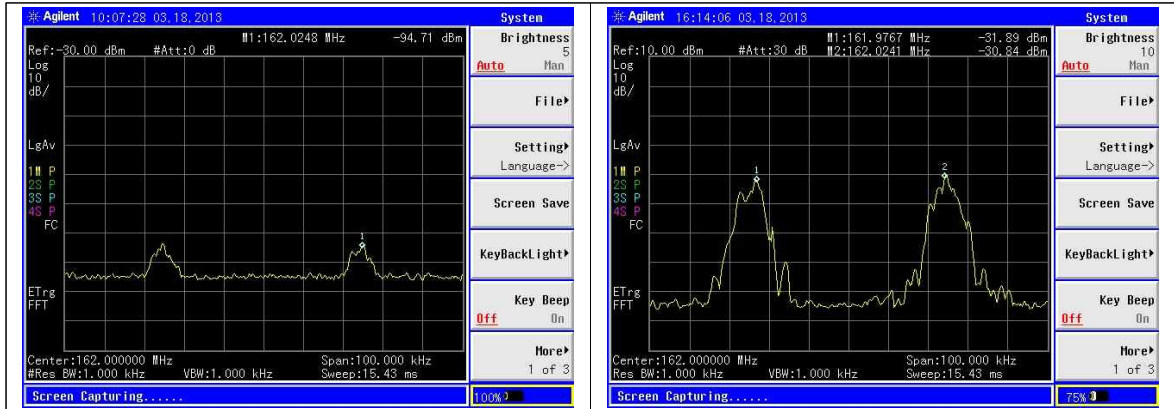 Agilent 10:07:28 03,18,2013 System
M1:162.0248 MHz -94.71 dBm
Ref:-30.00 dBm #Att:0 dB
Log
10
dB/
LgAv
1M P
2S P
3S P
4S P
FC
ETrg
FFT
1
Center:162.000000 MHz Span:100.000 kHz
#Res BW:1.000 kHz VBW:1.000 kHz Sweep:15.43 ms
Screen Capturing...... 100%
Brightness
5
Auto Man
File
Setting
Language->
Screen Save
KeyBackLight
Key Beep
Off On
More
1 of 3
Agilent 16:14:06 03,18,2013 System
M1:161.9767 MHz -31.89 dBm
Ref:10.00 dBm #Att:30 dB M2:162.0241 MHz -30.84 dBm
Log
10
dB/
LgAv
1M P
2S P
3S P
4S P
FC
ETrg
FFT
1 2
Center:162.000000 MHz Span:100.000 kHz
Res BW:1.000 kHz VBW:1.000 kHz Sweep:15.43 ms
Screen Capturing...... 75%
Brightness
10
Auto Man
File
Setting
Language->
Screen Save
KeyBackLight
Key Beep
Off On
More
1 of 3